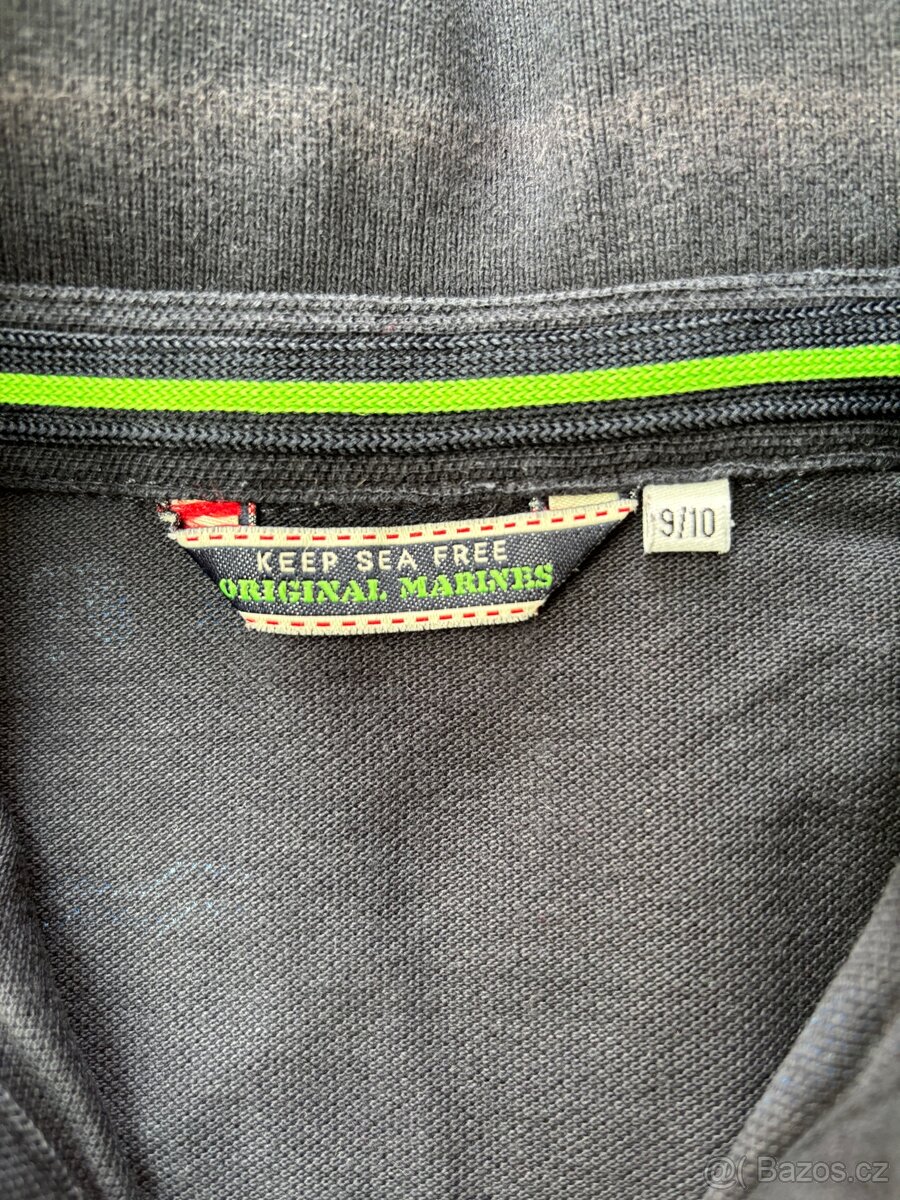 KEEP SEA FREE
ORIGINAL MARINES
9/10
@( Bazos.cz